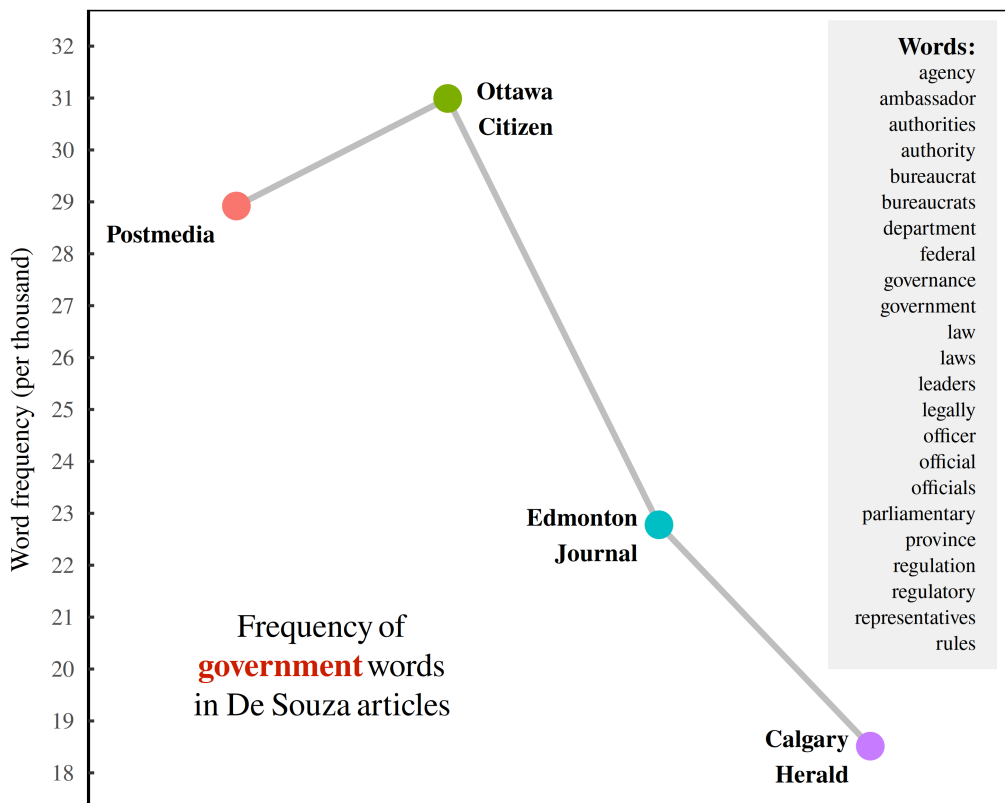 Words:
agency
ambassador
authorities
authority
bureaucrat
bureaucrats
department
federal
governance
government
law
laws
leaders
legally
officer
official
officials
parliamentary
province
regulation
regulatory
representatives
rules
32
31
30
29
28
27
26
25
24
23
22
21
20
19
18
Word frequency (per thousand)
Ottawa
Citizen
Postmedia
Edmonton
Journal
Calgary
Herald
Frequency of
government words
in De Souza articles